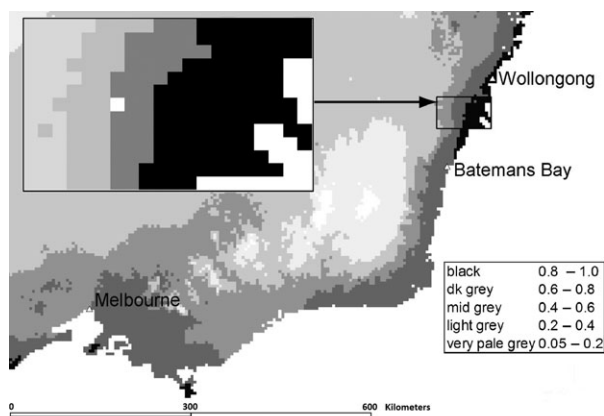 Wollongong
Batemans Bay
Melbourne
black 0.8 – 1.0
dk grey 0.6 – 0.8
mid grey 0.4 – 0.6
light grey 0.2 – 0.4
very pale grey 0.05 – 0.2
0 300 600 Kilometers